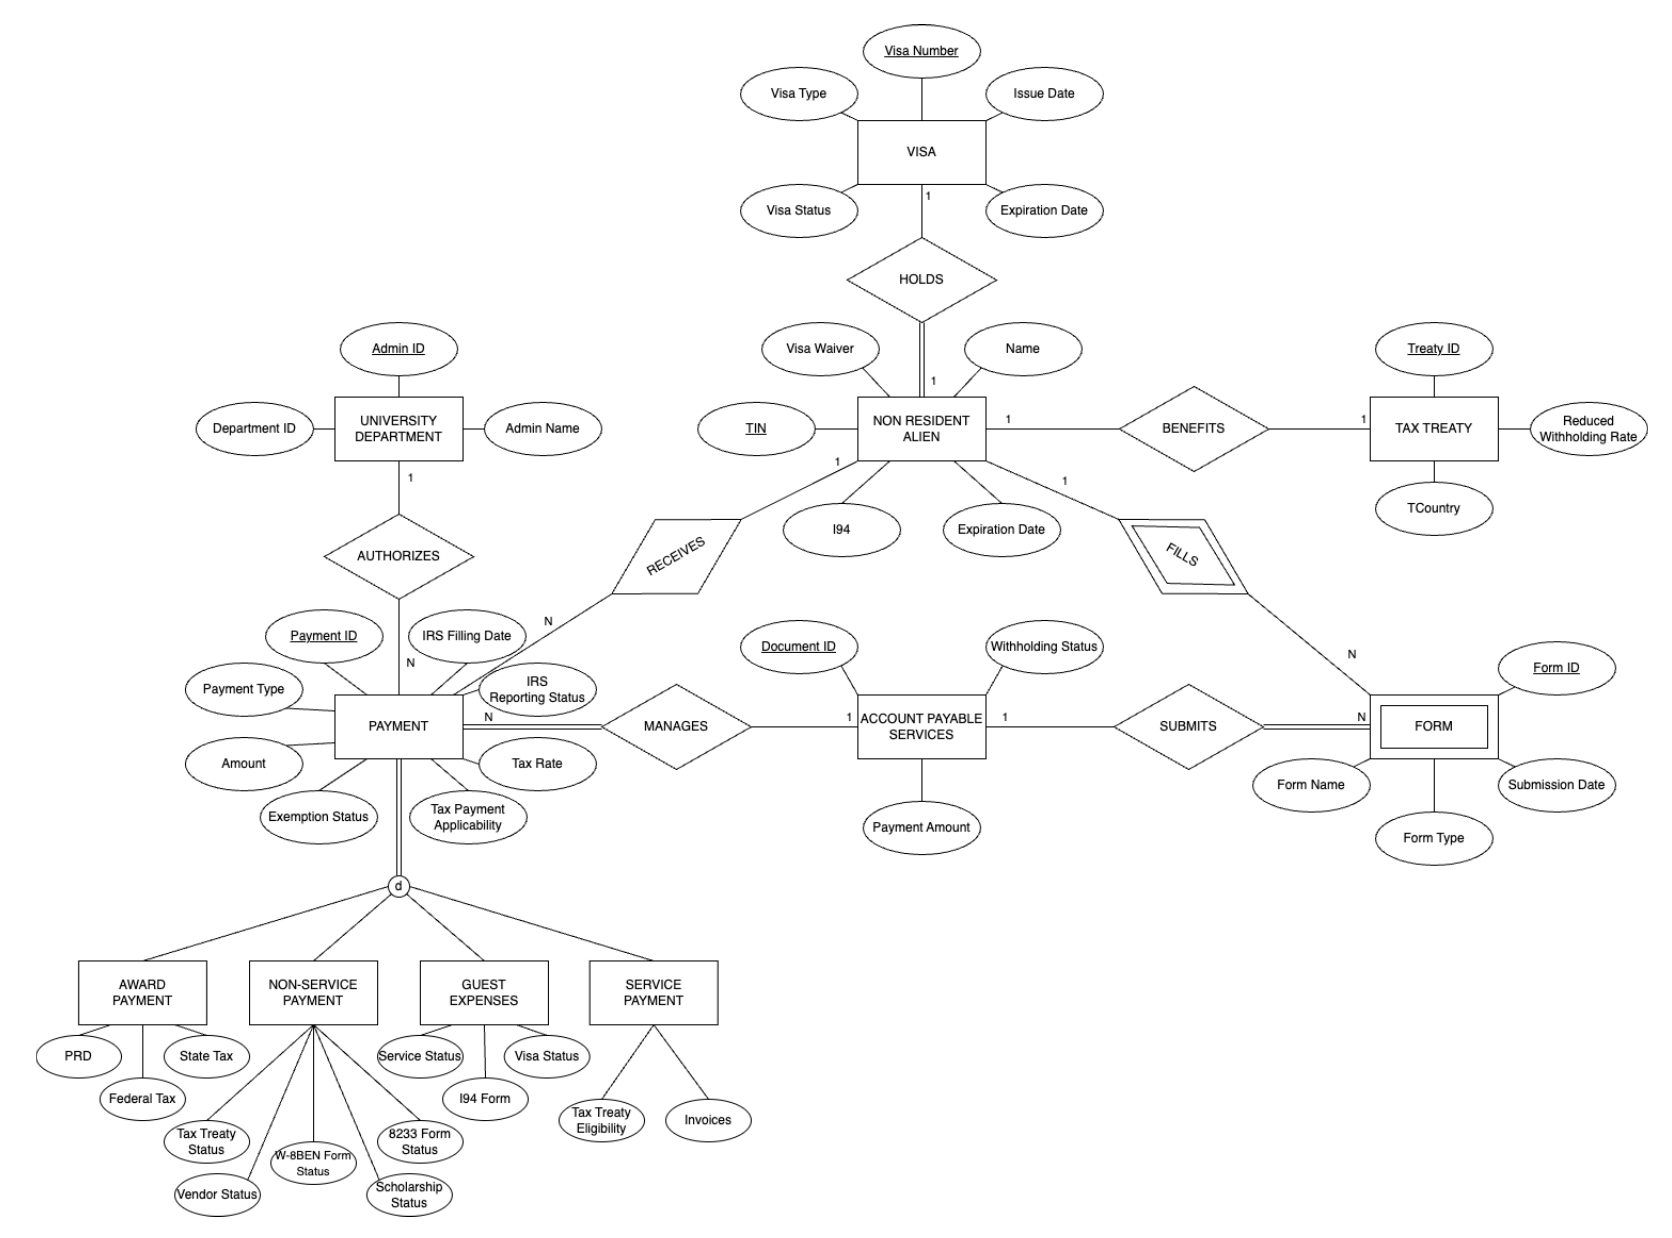 Visa Number
Visa Type
Issue Date
VISA
Visa Status
1
Expiration Date
HOLDS
Admin ID
Visa Waiver
Name
Treaty ID
1
Department ID
UNIVERSITY
DEPARTMENT
Admin Name
TIN
NON RESIDENT
ALIEN
1
BENEFITS
1
TAX TREATY
Reduced
Withholding Rate
1
1
1
TCountry
I94
Expiration Date
AUTHORIZES
RECEIVES
FILLS
Payment ID
IRS Filling Date
N
N
Document ID
Withholding Status
N
Form ID
Payment Type
IRS
Reporting Status
PAYMENT
N
MANAGES
1
ACCOUNT PAYABLE
SERVICES
1
SUBMITS
N
FORM
Amount
Tax Rate
Form Name
Submission Date
Exemption Status
Tax Payment
Applicability
Payment Amount
Form Type
d
AWARD
PAYMENT
NON-SERVICE
PAYMENT
GUEST
EXPENSES
SERVICE
PAYMENT
PRD
State Tax
Service Status
Visa Status
Federal Tax
I94 Form
Tax Treaty
Eligibility
Invoices
Tax Treaty
Status
8233 Form
Status
W-8BEN Form
Status
Vendor Status
Scholarship
Status